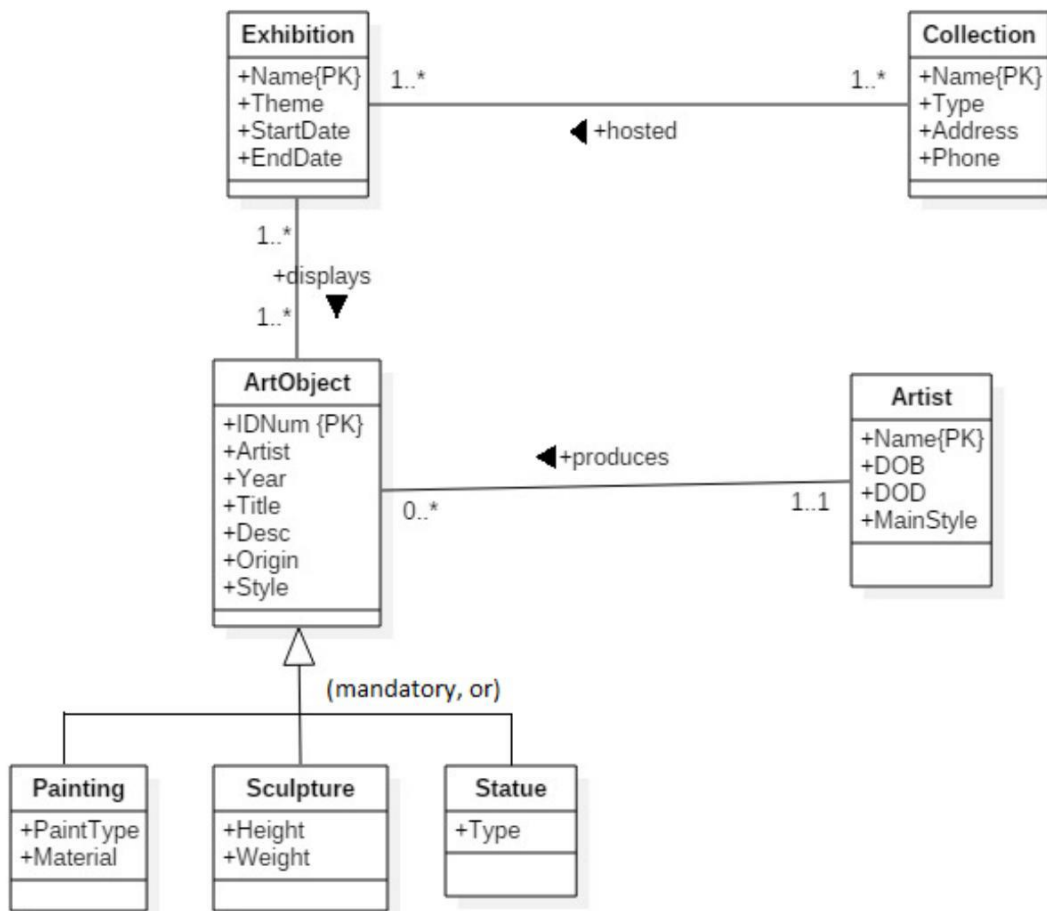 Exhibition
+Name{PK}
+Theme
+StartDate
+EndDate
1..*
1..*
+hosted
Collection
+Name{PK}
+Type
+Address
+Phone
1..*
+displays
1..*
ArtObject
+IDNum {PK}
+Artist
+Year
+Title
+Desc
+Origin
+Style
+produces
0..*
1..1
Artist
+Name{PK}
+DOB
+DOD
+MainStyle
(mandatory, or)
Painting
+PaintType
+Material
Sculpture
+Height
+Weight
Statue
+Type